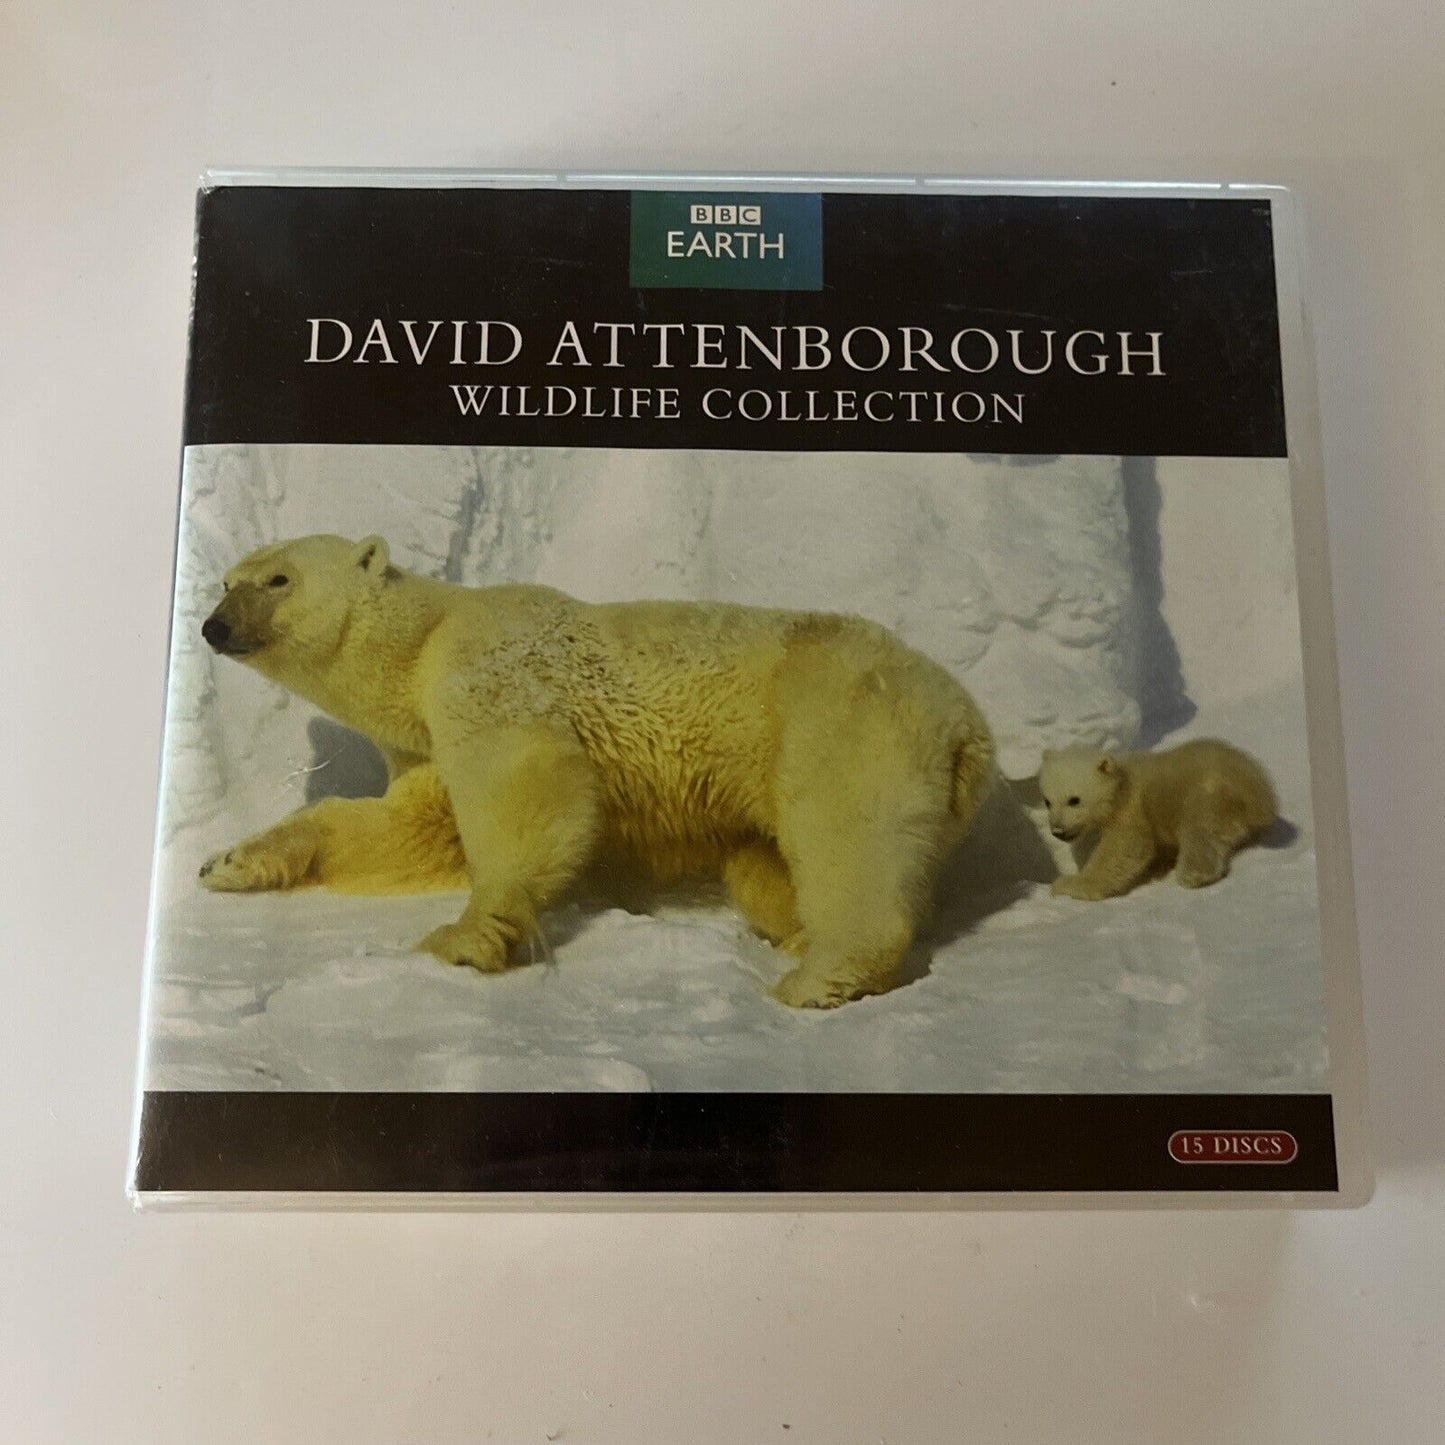 BBC
EARTH
DAVID ATTENBOROUGH
WILDLIFE COLLECTION
15 DISCS